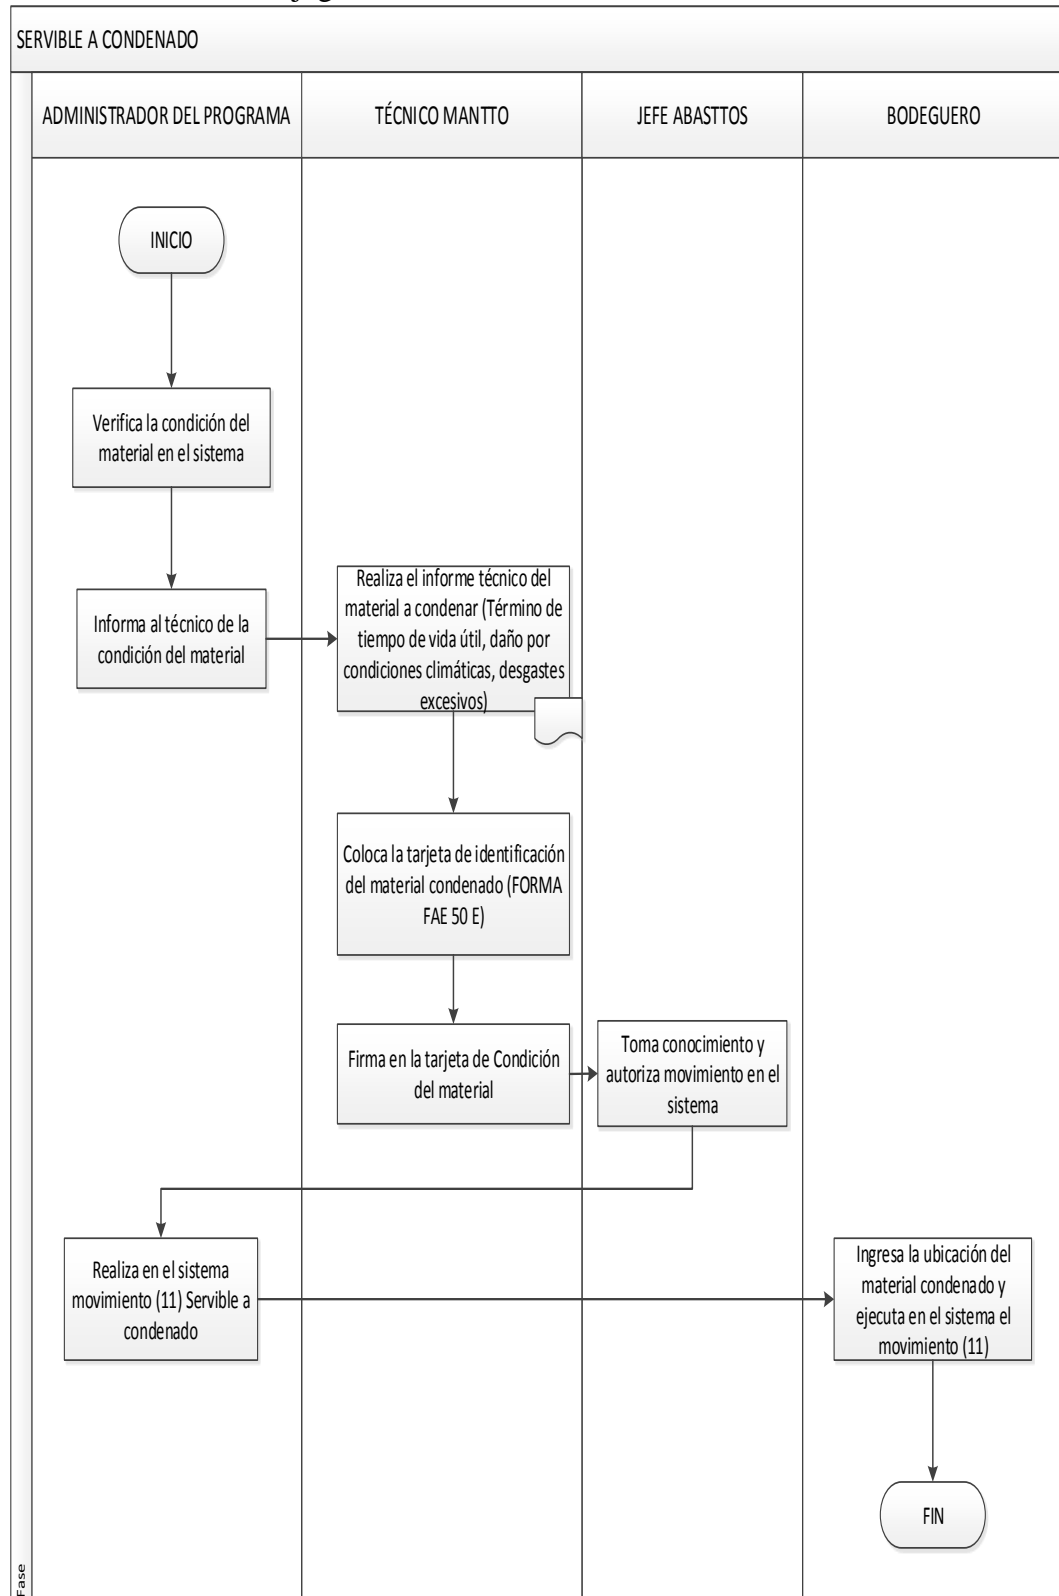 SERVIBLE A CONDENADO
ADMINISTRADOR DEL PROGRAMA
TÉCNICO MANTTO
JEFE ABASTTOS
BODEGUERO
INICIO
Verifica la condición del
material en el sistema
Informa al técnico de la
condición del material
Realiza el informe técnico del
material a condenar (Término de
tiempo de vida útil, daño por
condiciones climáticas, desgastes
excesivos)
Coloca la tarjeta de identificación
del material condenado (FORMA
FAE 50 E)
Firma en la tarjeta de Condición
del material
Toma conocimiento y
autoriza movimiento en el
sistema
Realiza en el sistema
movimiento (11) Servible a
condenado
Ingresa la ubicación del
material condenado y
ejecuta en el sistema el
movimiento (11)
FIN
Fase